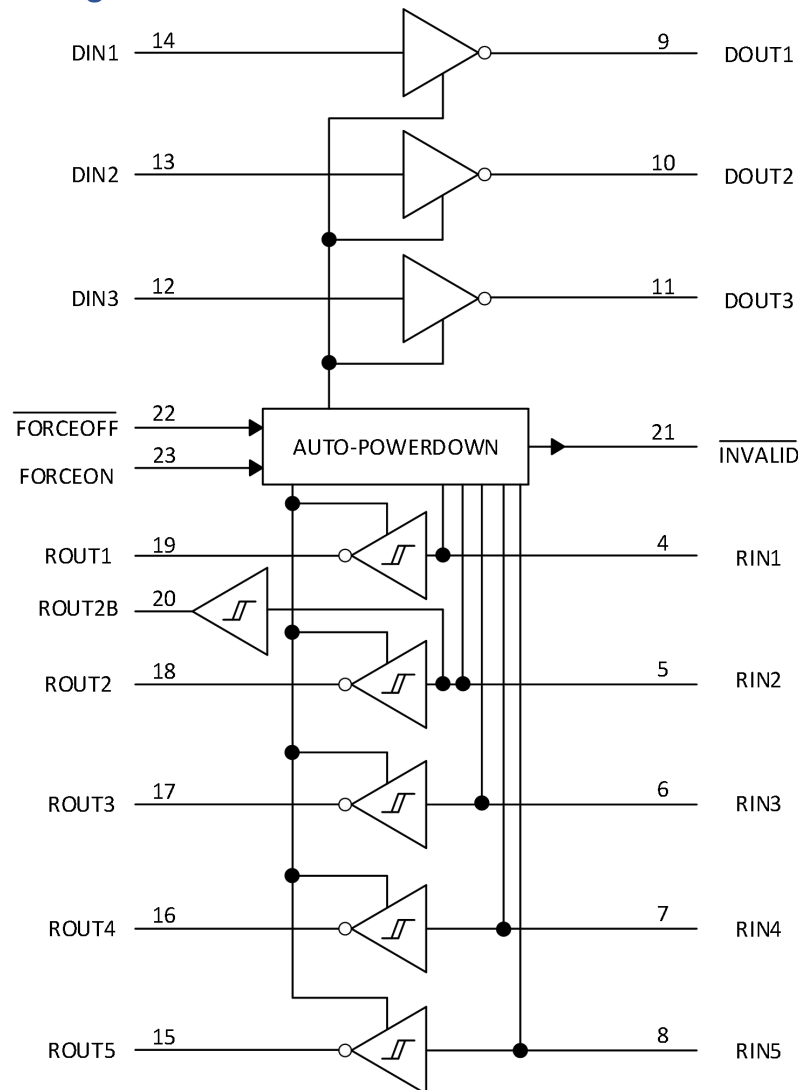 DIN1 14 9 DOUT1
DIN2 13 10 DOUT2
DIN3 12 11 DOUT3
FORCEOFF 22
FORCEON 23
AUTO-POWERDOWN
21 INVALID
ROUT1 19 4 RIN1
ROUT2B 20
ROUT2 18 5 RIN2
ROUT3 17 6 RIN3
ROUT4 16 7 RIN4
ROUT5 15 8 RIN5